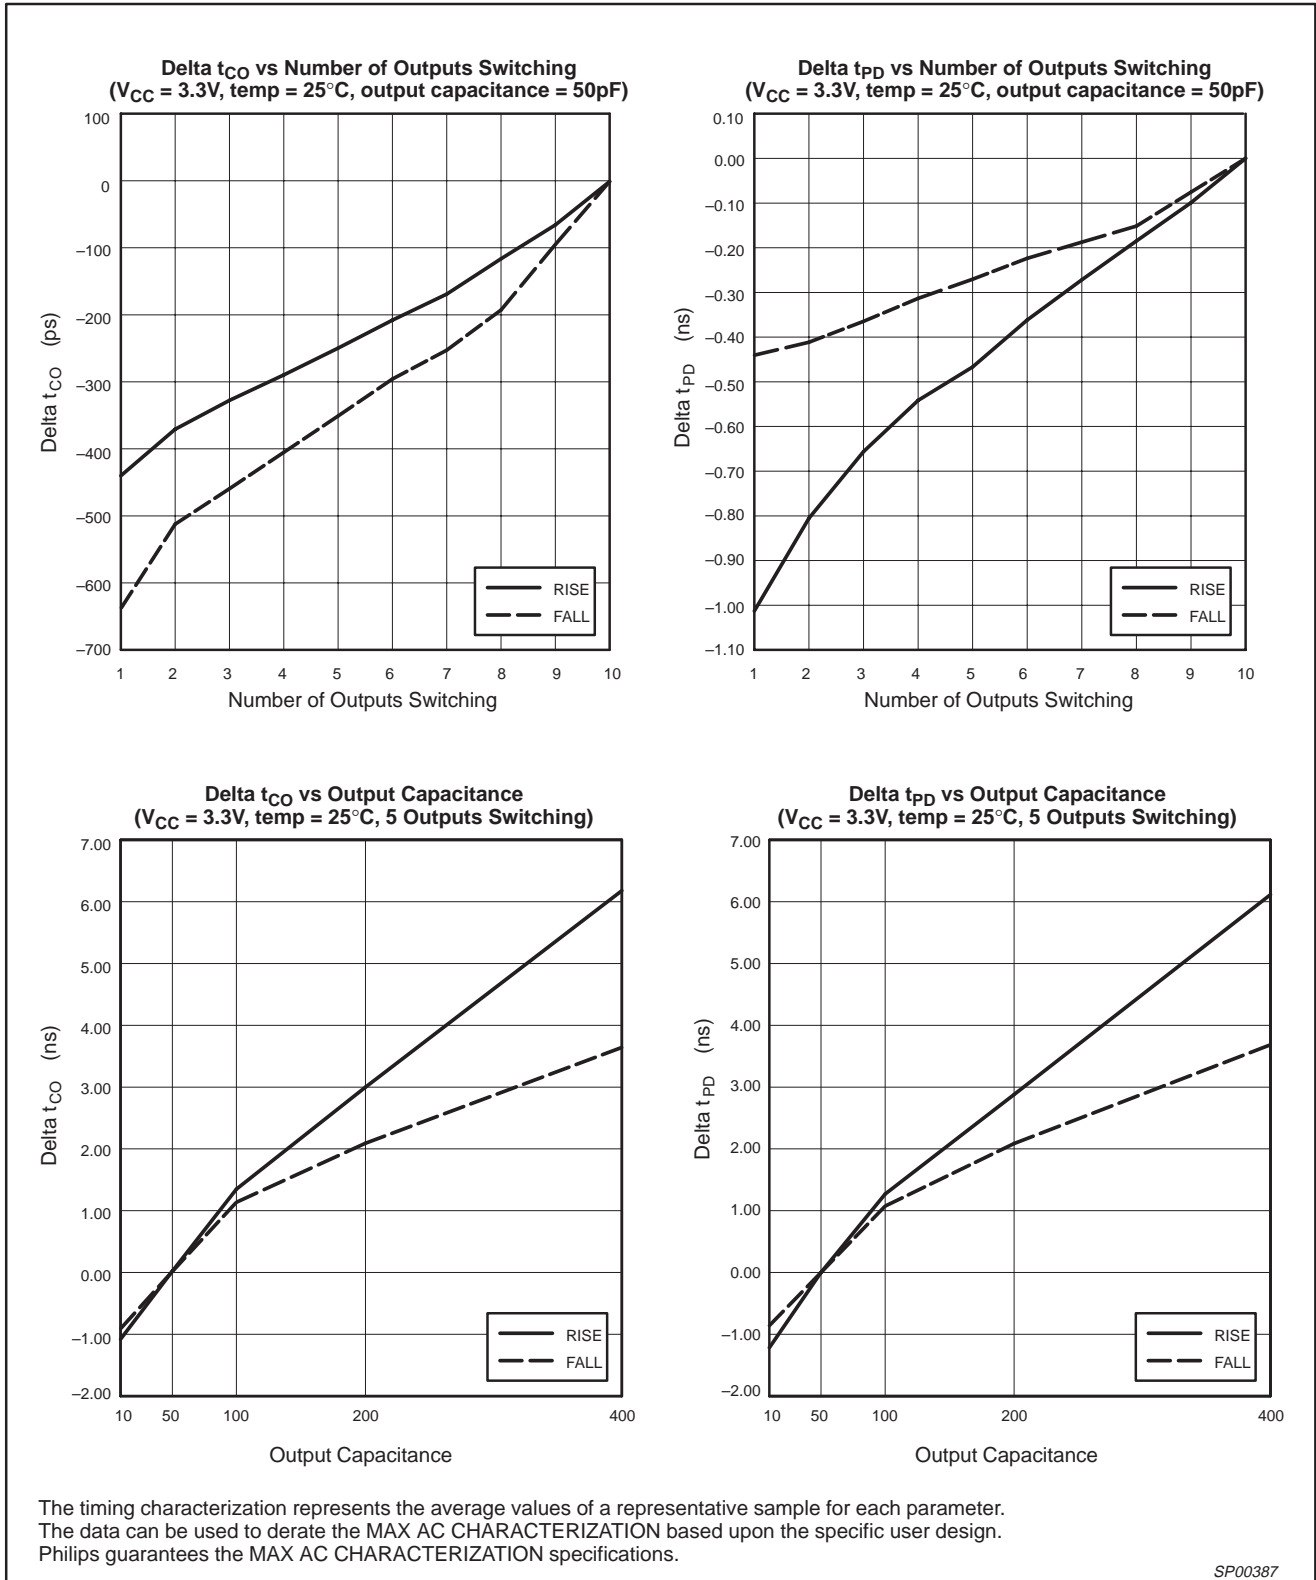 Delta tCO vs Number of Outputs Switching
(VCC = 3.3V, temp = 25°C, output capacitance = 50pF)
100
0
–100
–200
–300
–400
–500
–600
–700
Delta tCO (ps)
RISE
FALL
1 2 3 4 5 6 7 8 9 10
Number of Outputs Switching
Delta tPD vs Number of Outputs Switching
(VCC = 3.3V, temp = 25°C, output capacitance = 50pF)
0.10
0.00
–0.10
–0.20
–0.30
–0.40
–0.50
–0.60
–0.70
–0.80
–0.90
–1.00
–1.10
Delta tPD (ns)
RISE
FALL
1 2 3 4 5 6 7 8 9 10
Number of Outputs Switching
Delta tCO vs Output Capacitance
(VCC = 3.3V, temp = 25°C, 5 Outputs Switching)
7.00
6.00
5.00
4.00
3.00
2.00
1.00
0.00
–1.00
–2.00
Delta tCO (ns)
RISE
FALL
10 50 100 200 400
Output Capacitance
Delta tPD vs Output Capacitance
(VCC = 3.3V, temp = 25°C, 5 Outputs Switching)
7.00
6.00
5.00
4.00
3.00
2.00
1.00
0.00
–1.00
–2.00
Delta tPD (ns)
RISE
FALL
10 50 100 200 400
Output Capacitance
The timing characterization represents the average values of a representative sample for each parameter.
The data can be used to derate the MAX AC CHARACTERIZATION based upon the specific user design.
Philips guarantees the MAX AC CHARACTERIZATION specifications.
SP00387